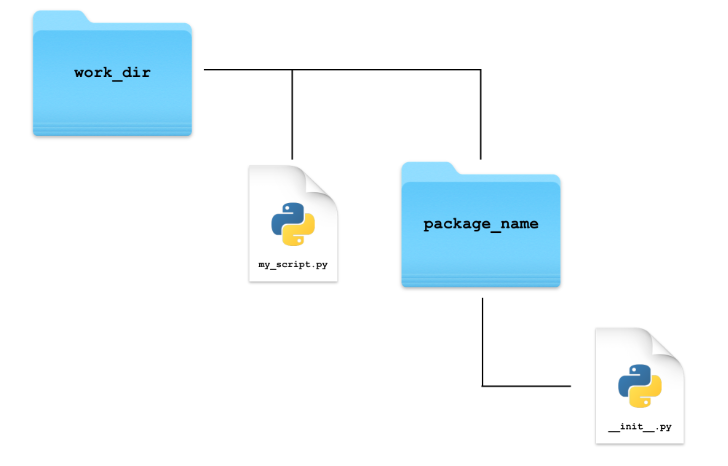 work_dir
my_script.py
package_name
__init__.py